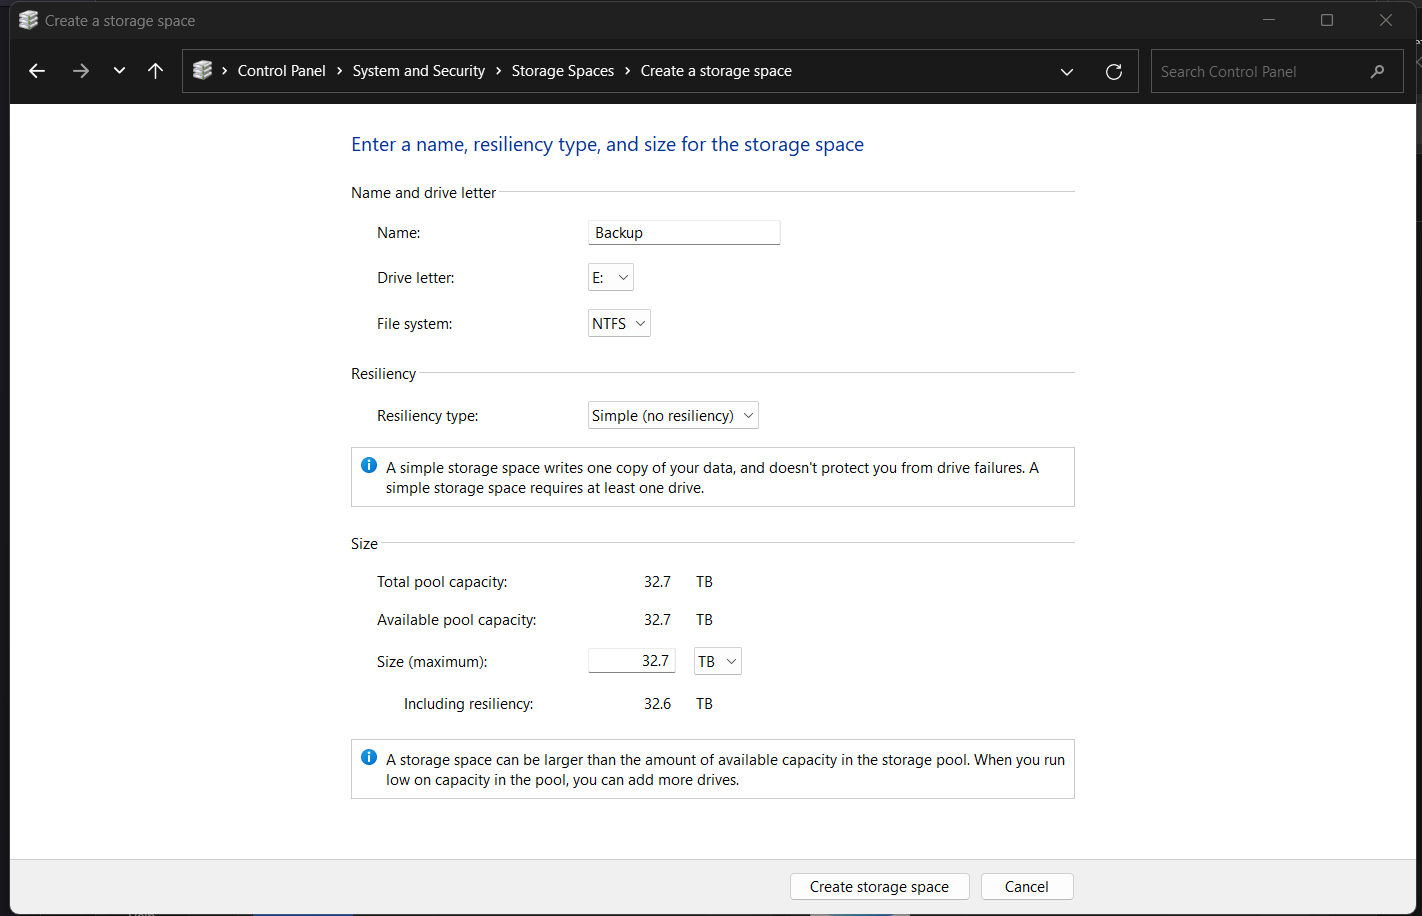 Create a storage space
Control Panel > System and Security > Storage Spaces > Create a storage space
Search Control Panel
Enter a name, resiliency type, and size for the storage space
Name and drive letter
Name: Backup
Drive letter: E:
File system: NTFS
Resiliency
Resiliency type: Simple (no resiliency)
A simple storage space writes one copy of your data, and doesn't protect you from drive failures. A
simple storage space requires at least one drive.
Size
Total pool capacity: 32.7 TB
Available pool capacity: 32.7 TB
Size (maximum): 32.7 TB
Including resiliency: 32.6 TB
A storage space can be larger than the amount of available capacity in the storage pool. When you run
low on capacity in the pool, you can add more drives.
Create storage space Cancel